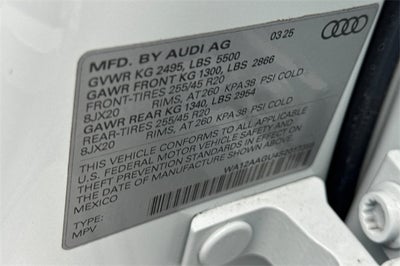 MFD. BY AUDI AG 03 25
GVWR KG 2495, LBS 5500
GAWR FRONT KG 1300, LBS 2866
FRONT-TIRES 255/45 R20
8JX20 RIMS, AT 260 KPA 38 PSI COLD
GAWR REAR KG 1340, LBS 2954
REAR-TIRES 255/45 R20
8JX20 RIMS, AT 260 KPA 38 PSI COLD
THIS VEHICLE CONFORMS TO ALL APPLICABLE
U.S. FEDERAL MOTOR VEHICLE SAFETY AND
THEFT PREVENTION STANDARDS IN EFFECT ON
THE DATE OF MANUFACTURE SHOWN ABOVE
MEXICO
TYPE:
MPV